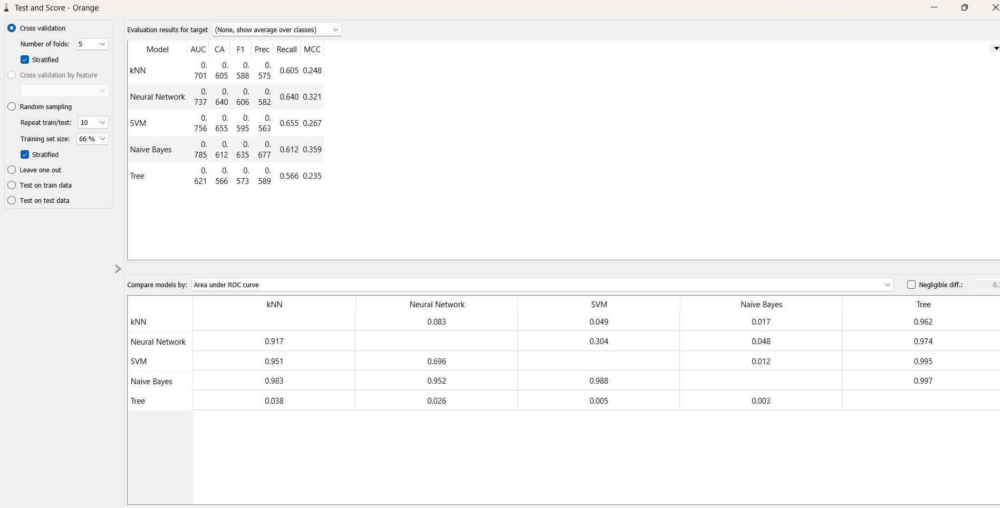 Test and Score - Orange
Cross validation
Number of folds: 5
Stratified
Cross validation by feature
Random sampling
Repeat train/test: 10
Training set size: 66 %
Stratified
Leave one out
Test on train data
Test on test data
Evaluation results for target (None, show average over classes)
Model AUC CA F1 Prec Recall MCC
kNN 0.701 0.605 0.588 0.575 0.605 0.248
Neural Network 0.737 0.640 0.606 0.582 0.640 0.321
SVM 0.756 0.655 0.595 0.563 0.655 0.267
Naive Bayes 0.785 0.612 0.635 0.677 0.612 0.359
Tree 0.621 0.566 0.573 0.589 0.566 0.235
Compare models by: Area under ROC curve Negligible diff.:
kNN Neural Network SVM Naive Bayes Tree
kNN 0.083 0.049 0.017 0.962
Neural Network 0.917 0.304 0.048 0.974
SVM 0.951 0.696 0.012 0.995
Naive Bayes 0.983 0.952 0.988 0.997
Tree 0.038 0.026 0.005 0.003